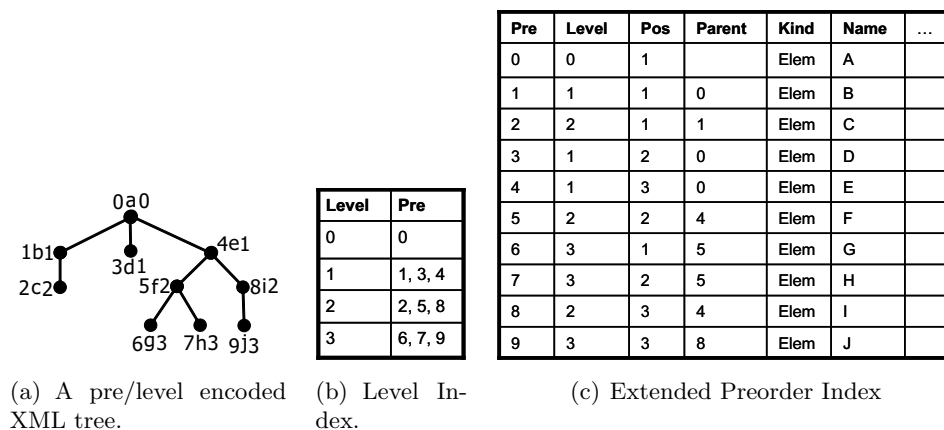 0a0
1b1
3d1
4e1
2c2
5f2
8i2
6g3
7h3
9j3
(a) A pre/level encoded
XML tree.
Level Pre
0 0
1 1, 3, 4
2 2, 5, 8
3 6, 7, 9
(b) Level In-
dex.
Pre Level Pos Parent Kind Name ...
0 0 1 Elem A
1 1 1 0 Elem B
2 2 1 1 Elem C
3 1 2 0 Elem D
4 1 3 0 Elem E
5 2 2 4 Elem F
6 3 1 5 Elem G
7 3 2 5 Elem H
8 2 3 4 Elem I
9 3 3 8 Elem J
(c) Extended Preorder Index